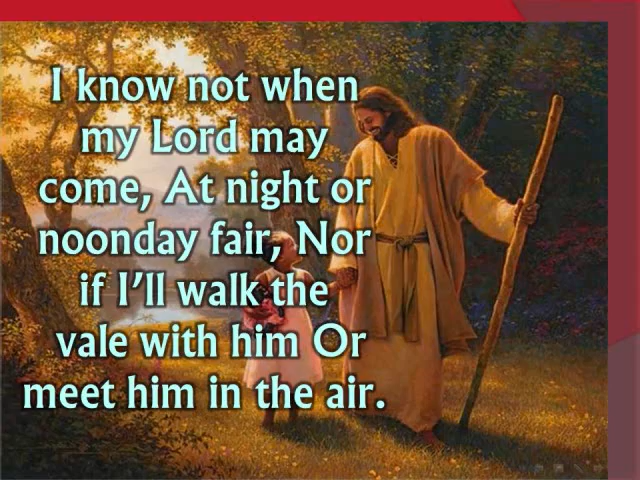 I know not when
my Lord may
come, At night or
noonday fair, Nor
if I'll walk the
vale with him Or
meet him in the air.